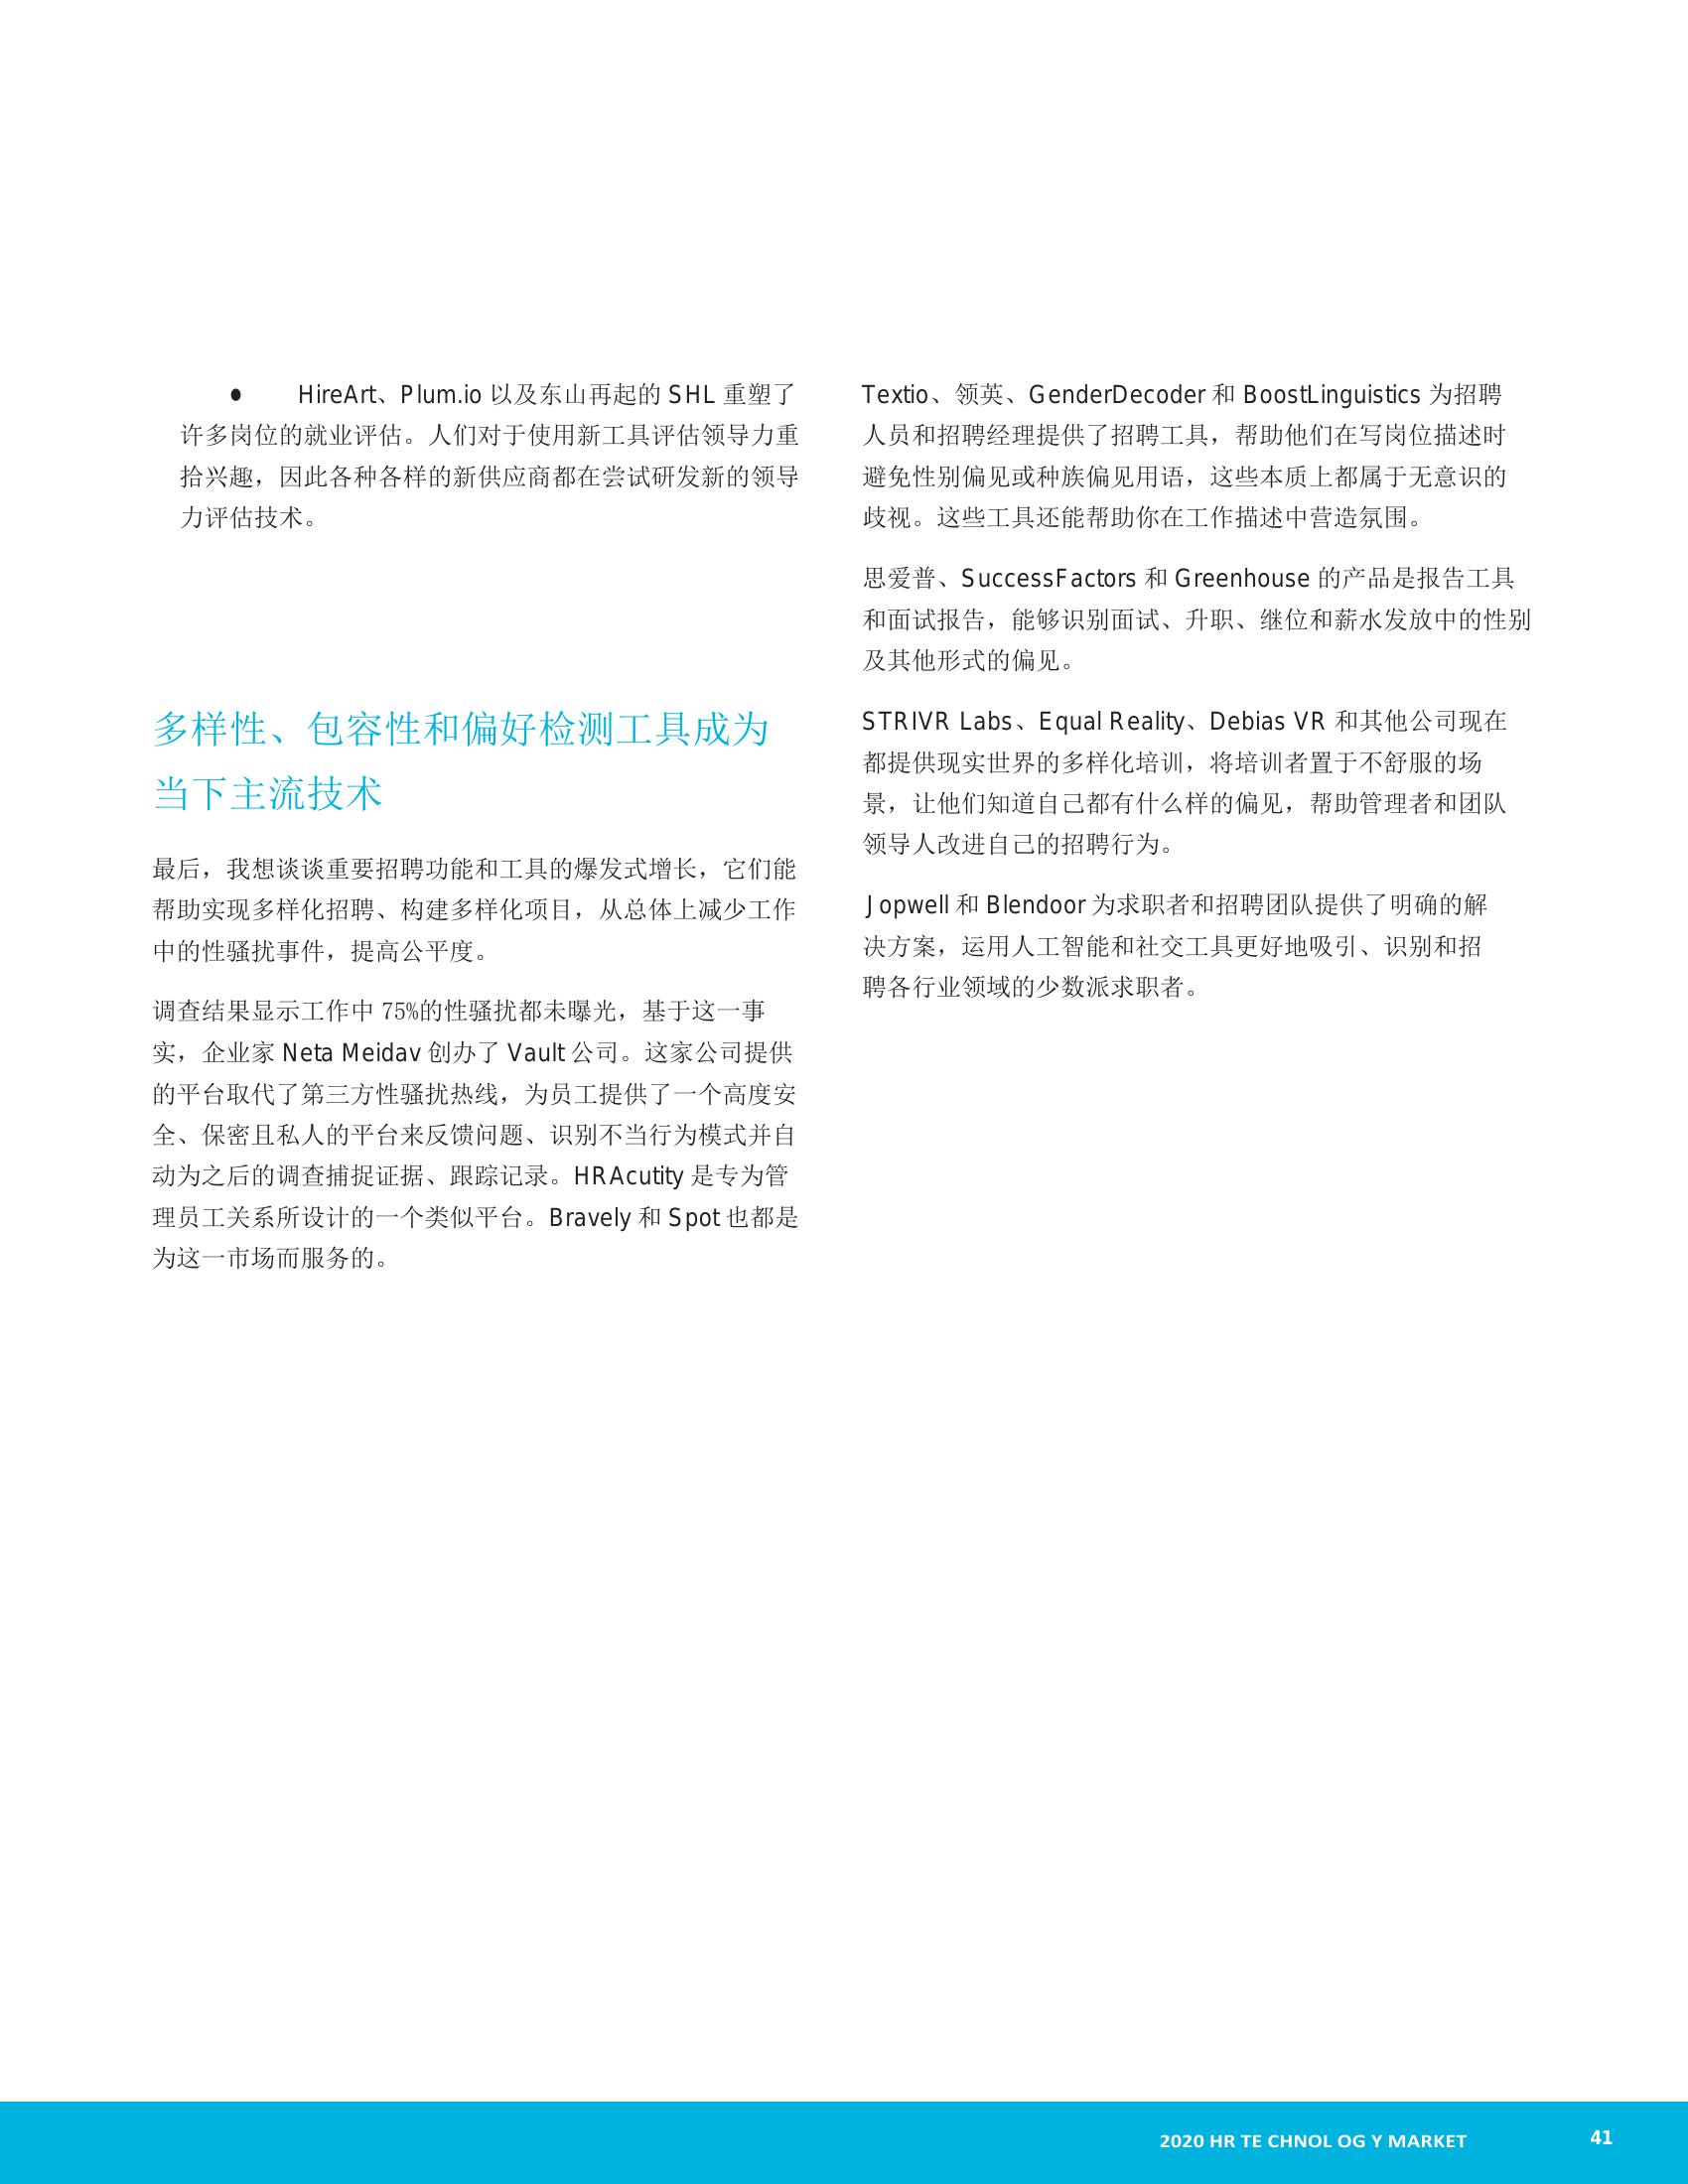 ● HireArt、Plum.io 以及东山再起的 SHL 重塑了
许多岗位的就业评估。人们对于使用新工具评估领导力重
拾兴趣，因此各种各样的新供应商都在尝试研发新的领导
力评估技术。
多样性、包容性和偏好检测工具成为
当下主流技术
最后，我想谈谈重要招聘功能和工具的爆发式增长，它们能
帮助实现多样化招聘、构建多样化项目，从总体上减少工作
中的性骚扰事件，提高公平度。
调查结果显示工作中 75%的性骚扰都未曝光，基于这一事
实，企业家 Neta Meidav 创办了 Vault 公司。这家公司提供
的平台取代了第三方性骚扰热线，为员工提供了一个高度安
全、保密且私人的平台来反馈问题、识别不当行为模式并自
动为之后的调查捕捉证据、跟踪记录。HRAcutity 是专为管
理员工关系所设计的一个类似平台。Bravely 和 Spot 也都是
为这一市场而服务的。
Textio、领英、GenderDecoder 和 BoostLinguistics 为招聘
人员和招聘经理提供了招聘工具，帮助他们在写岗位描述时
避免性别偏见或种族偏见用语，这些本质上都属于无意识的
歧视。这些工具还能帮助你在工作描述中营造氛围。
思爱普、SuccessFactors 和 Greenhouse 的产品是报告工具
和面试报告，能够识别面试、升职、继位和薪水发放中的性别
及其他形式的偏见。
STRIVR Labs、Equal Reality、Debias VR 和其他公司现在
都提供现实世界的多样化培训，将培训者置于不舒服的场
景，让他们知道自己都有什么样的偏见，帮助管理者和团队
领导人改进自己的招聘行为。
Jopwell 和 Blendoor 为求职者和招聘团队提供了明确的解
决方案，运用人工智能和社交工具更好地吸引、识别和招
聘各行业领域的少数派求职者。
2020 HR TE CHNOL OG Y MARKET 41